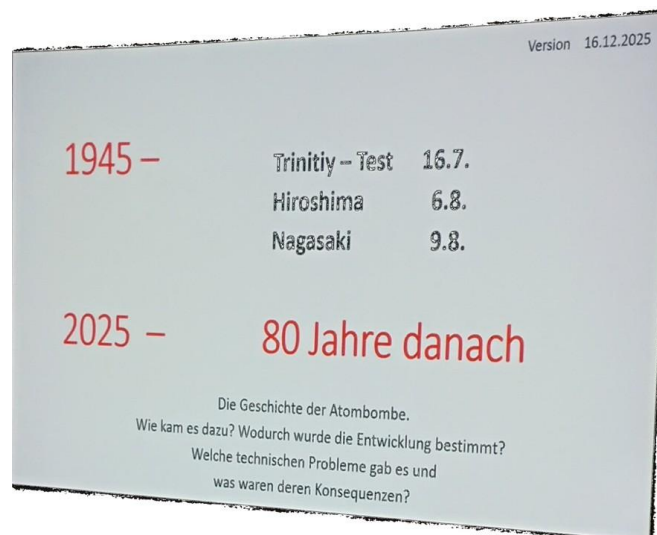 Version 16.12.2025
1945 – Trinitiy – Test 16.7.
Hiroshima 6.8.
Nagasaki 9.8.
2025 – 80 Jahre danach
Die Geschichte der Atombombe.
Wie kam es dazu? Wodurch wurde die Entwicklung bestimmt?
Welche technischen Probleme gab es und
was waren deren Konsequenzen?